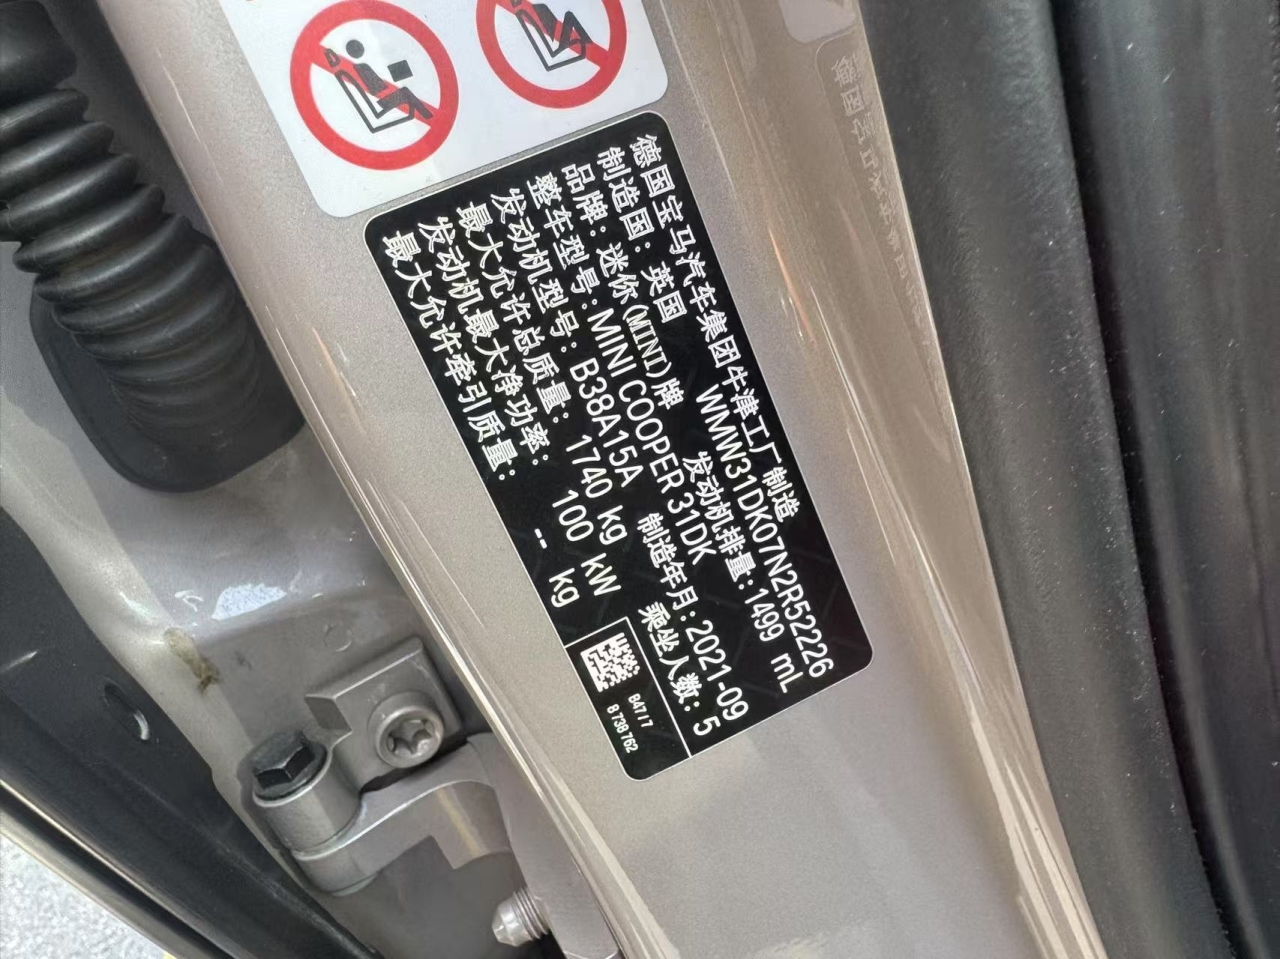 德国宝马汽车集团牛津工厂制造
制造国: 英国 WMW31DK07N2R52226
品牌: 迷你(MINI)牌 发动机排量: 1499 mL
整车型号: MINI COOPER 31DK
发动机型号: B38A15A 制造年月: 2021-09
最大允许总质量: 1740 kg 乘坐人数: 5
发动机最大净功率: 100 kW
最大允许牵引质量: -- kg
B4717
8 738 762